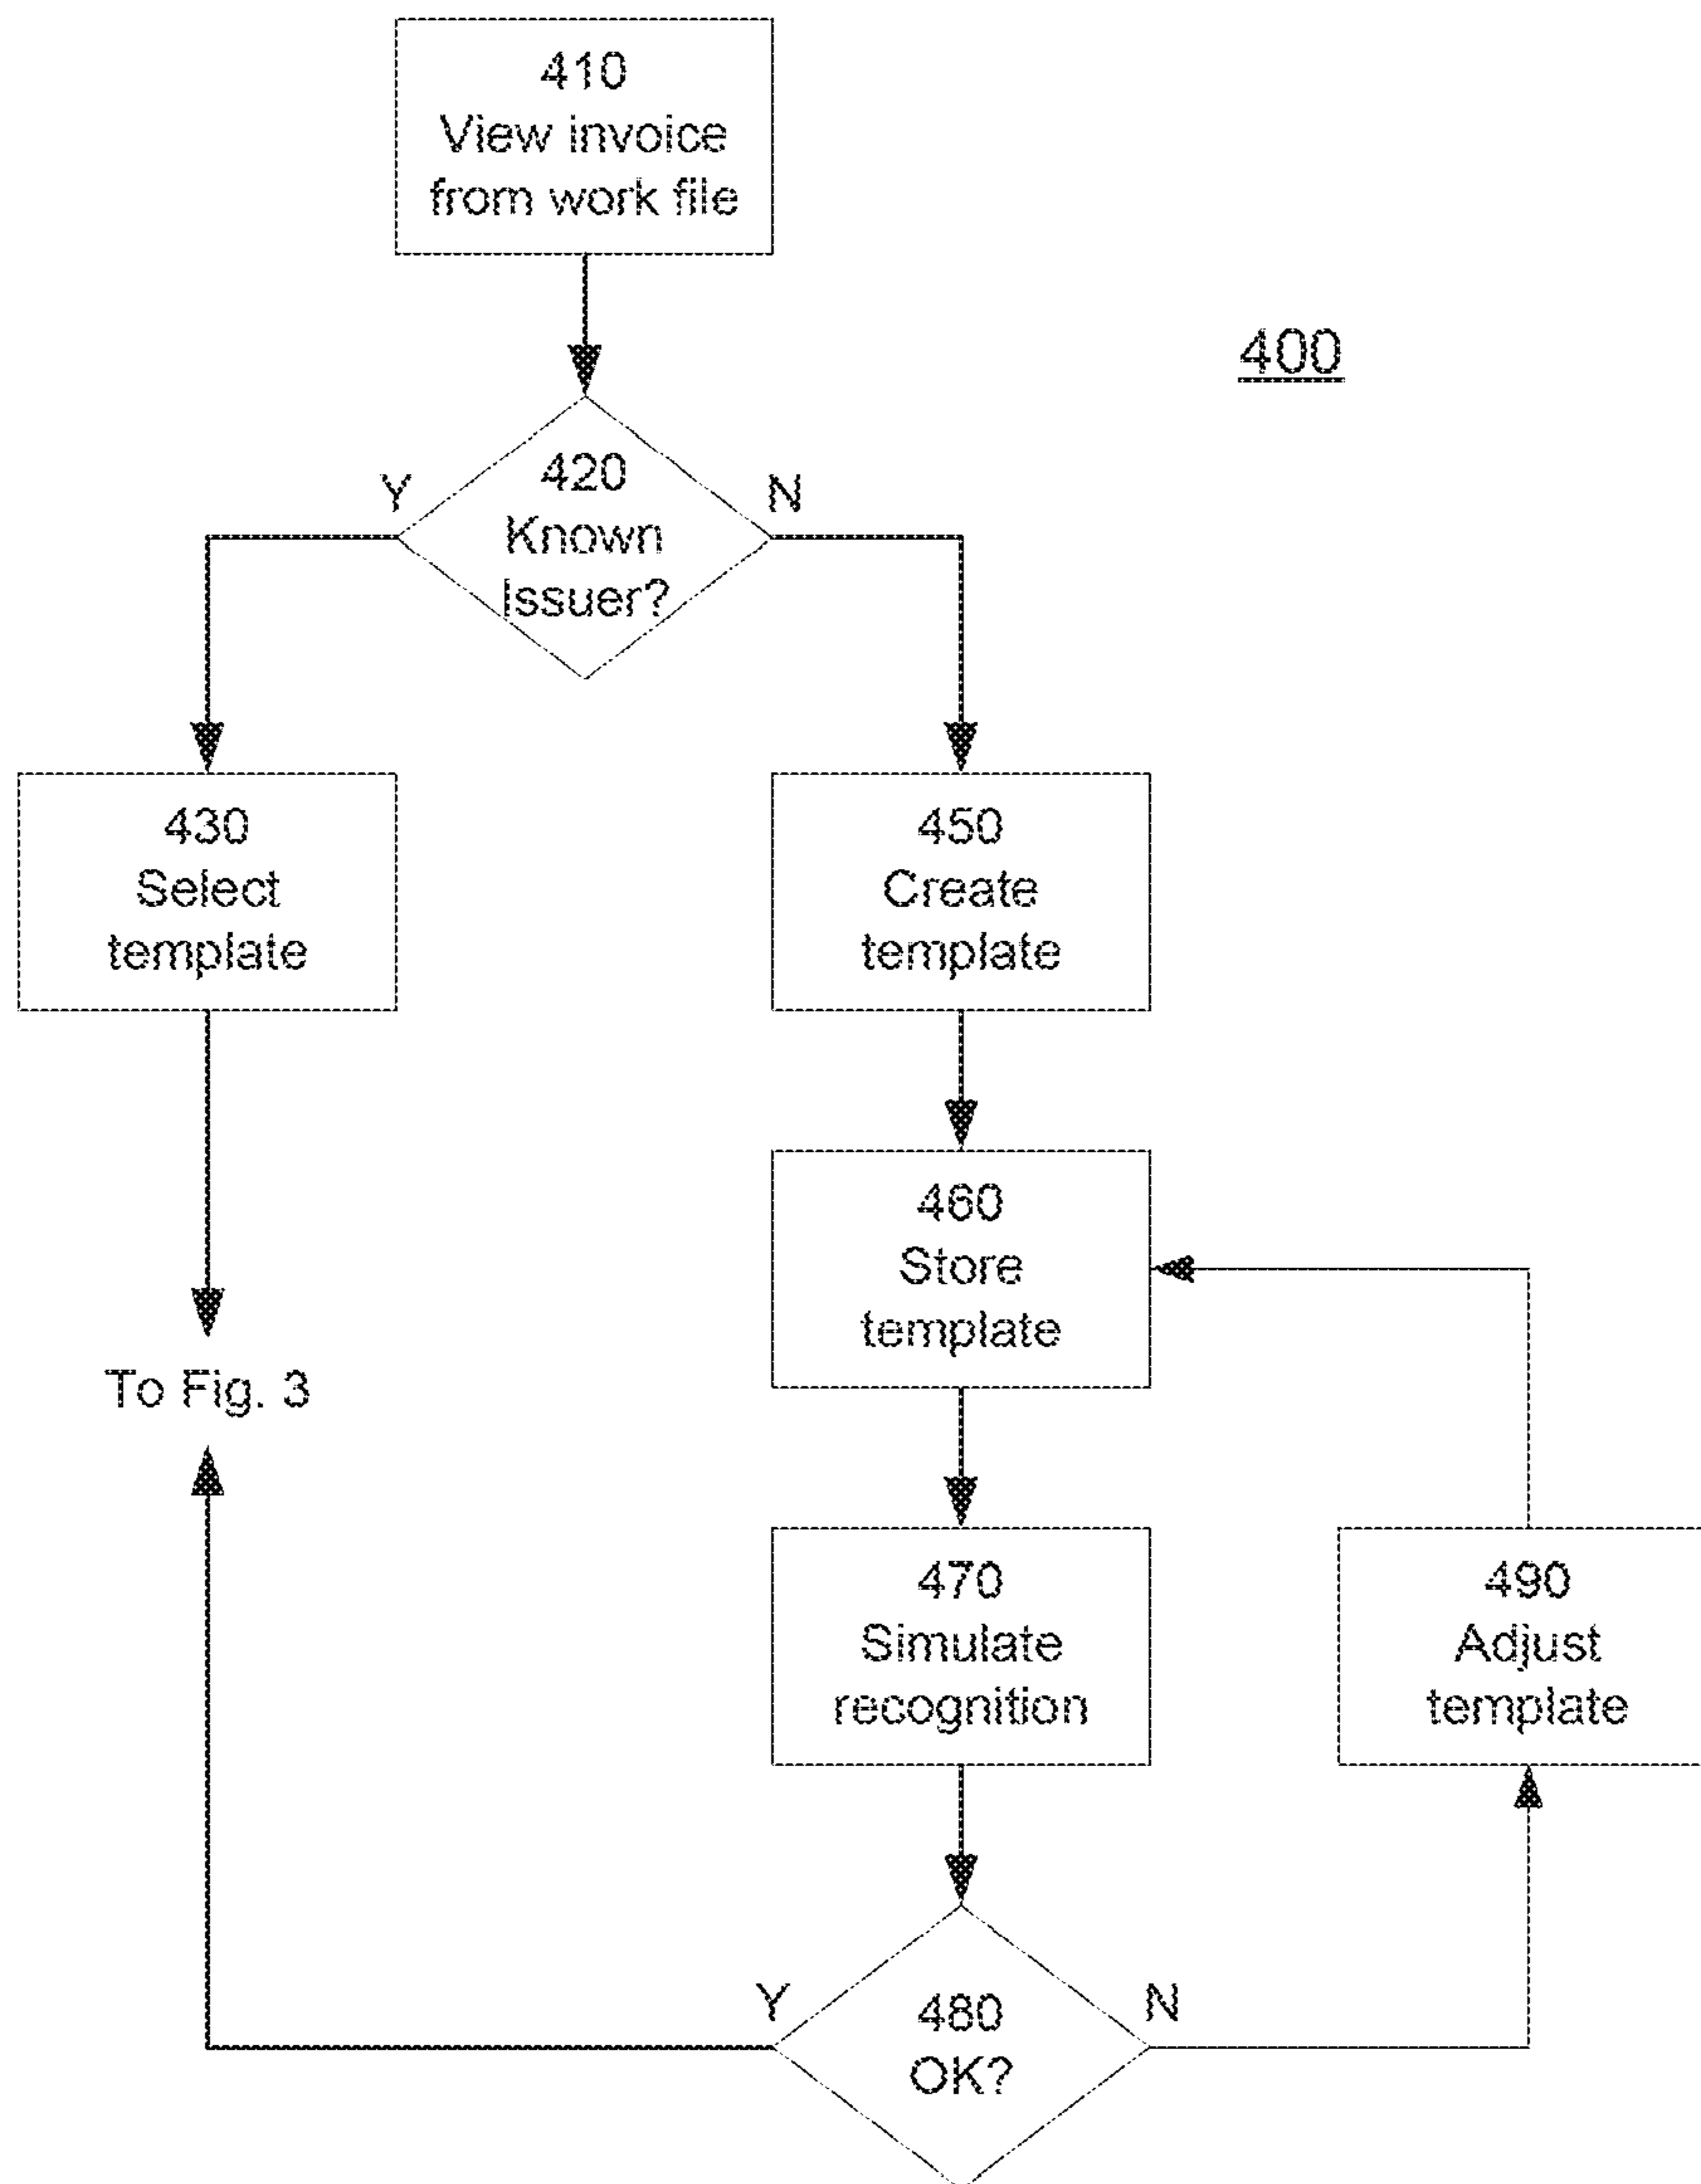 410
View invoice
from work file
400
420
Known
Issuer?
Y
N
430
Select
template
450
Create
template
460
Store
template
To Fig. 3
470
Simulate
recognition
490
Adjust
template
480
OK?
Y
N